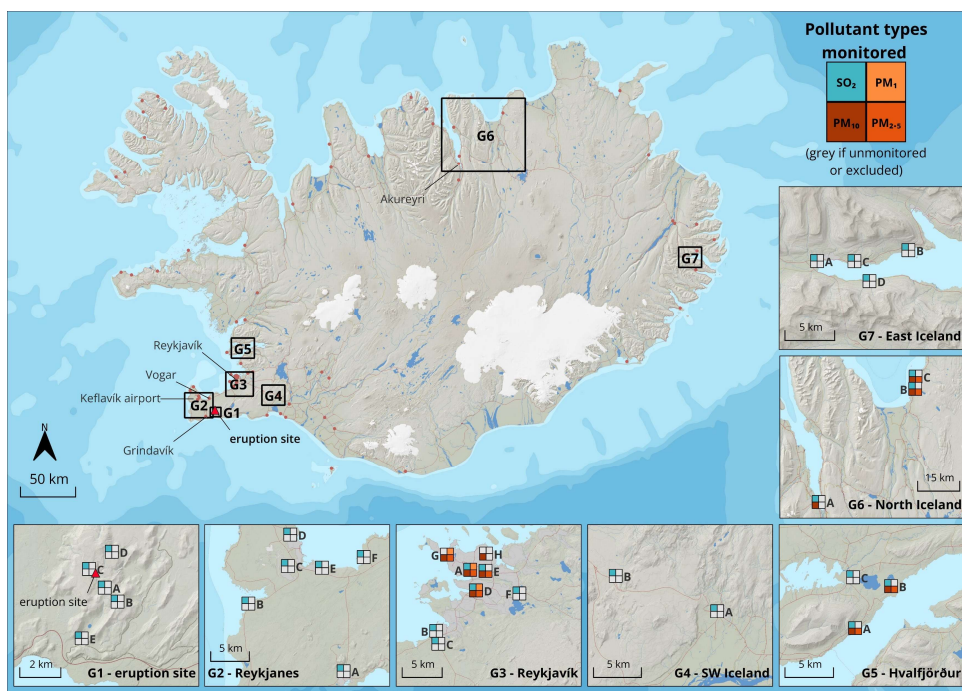 Pollutant types
monitored
SO₂ PM₁
PM₁₀ PM₂₋₅
(grey if unmonitored
or excluded)
G6
Akureyri
G7
Reykjavík
G5
Vogar
G3
Keflavík airport
G4
G2
G1
eruption site
Grindavík
N
50 km
A
C
B
D
5 km
G7 - East Iceland
C
B
A
15 km
G6 - North Iceland
D
C
A
B
eruption site
E
2 km
G1 - eruption site
D
C
E
F
B
5 km
A
G2 - Reykjanes
G
H
A
E
D
F
B
C
5 km
G3 - Reykjavík
B
A
5 km
G4 - SW Iceland
C
B
A
5 km
G5 - Hvalfjörður